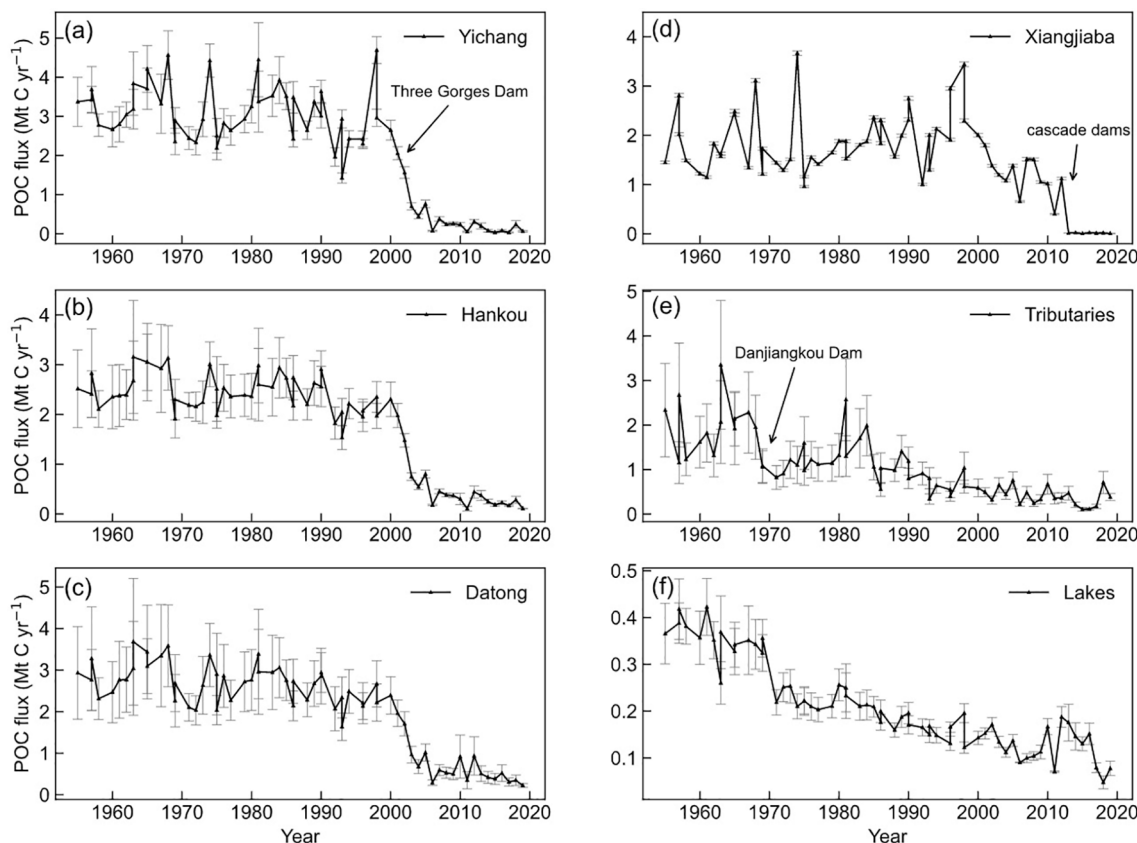 (a)
Yichang
Three Gorges Dam
POC flux (Mt C yr⁻¹)
5
4
3
2
1
0
1960 1970 1980 1990 2000 2010 2020
(b)
Hankou
POC flux (Mt C yr⁻¹)
4
3
2
1
0
1960 1970 1980 1990 2000 2010 2020
(c)
Datong
POC flux (Mt C yr⁻¹)
5
4
3
2
1
0
1960 1970 1980 1990 2000 2010 2020
Year
(d)
Xiangjiaba
cascade dams
4
3
2
1
0
1960 1970 1980 1990 2000 2010 2020
(e)
Tributaries
Danjiangkou Dam
5
4
3
2
1
0
1960 1970 1980 1990 2000 2010 2020
(f)
Lakes
0.5
0.4
0.3
0.2
0.1
1960 1970 1980 1990 2000 2010 2020
Year